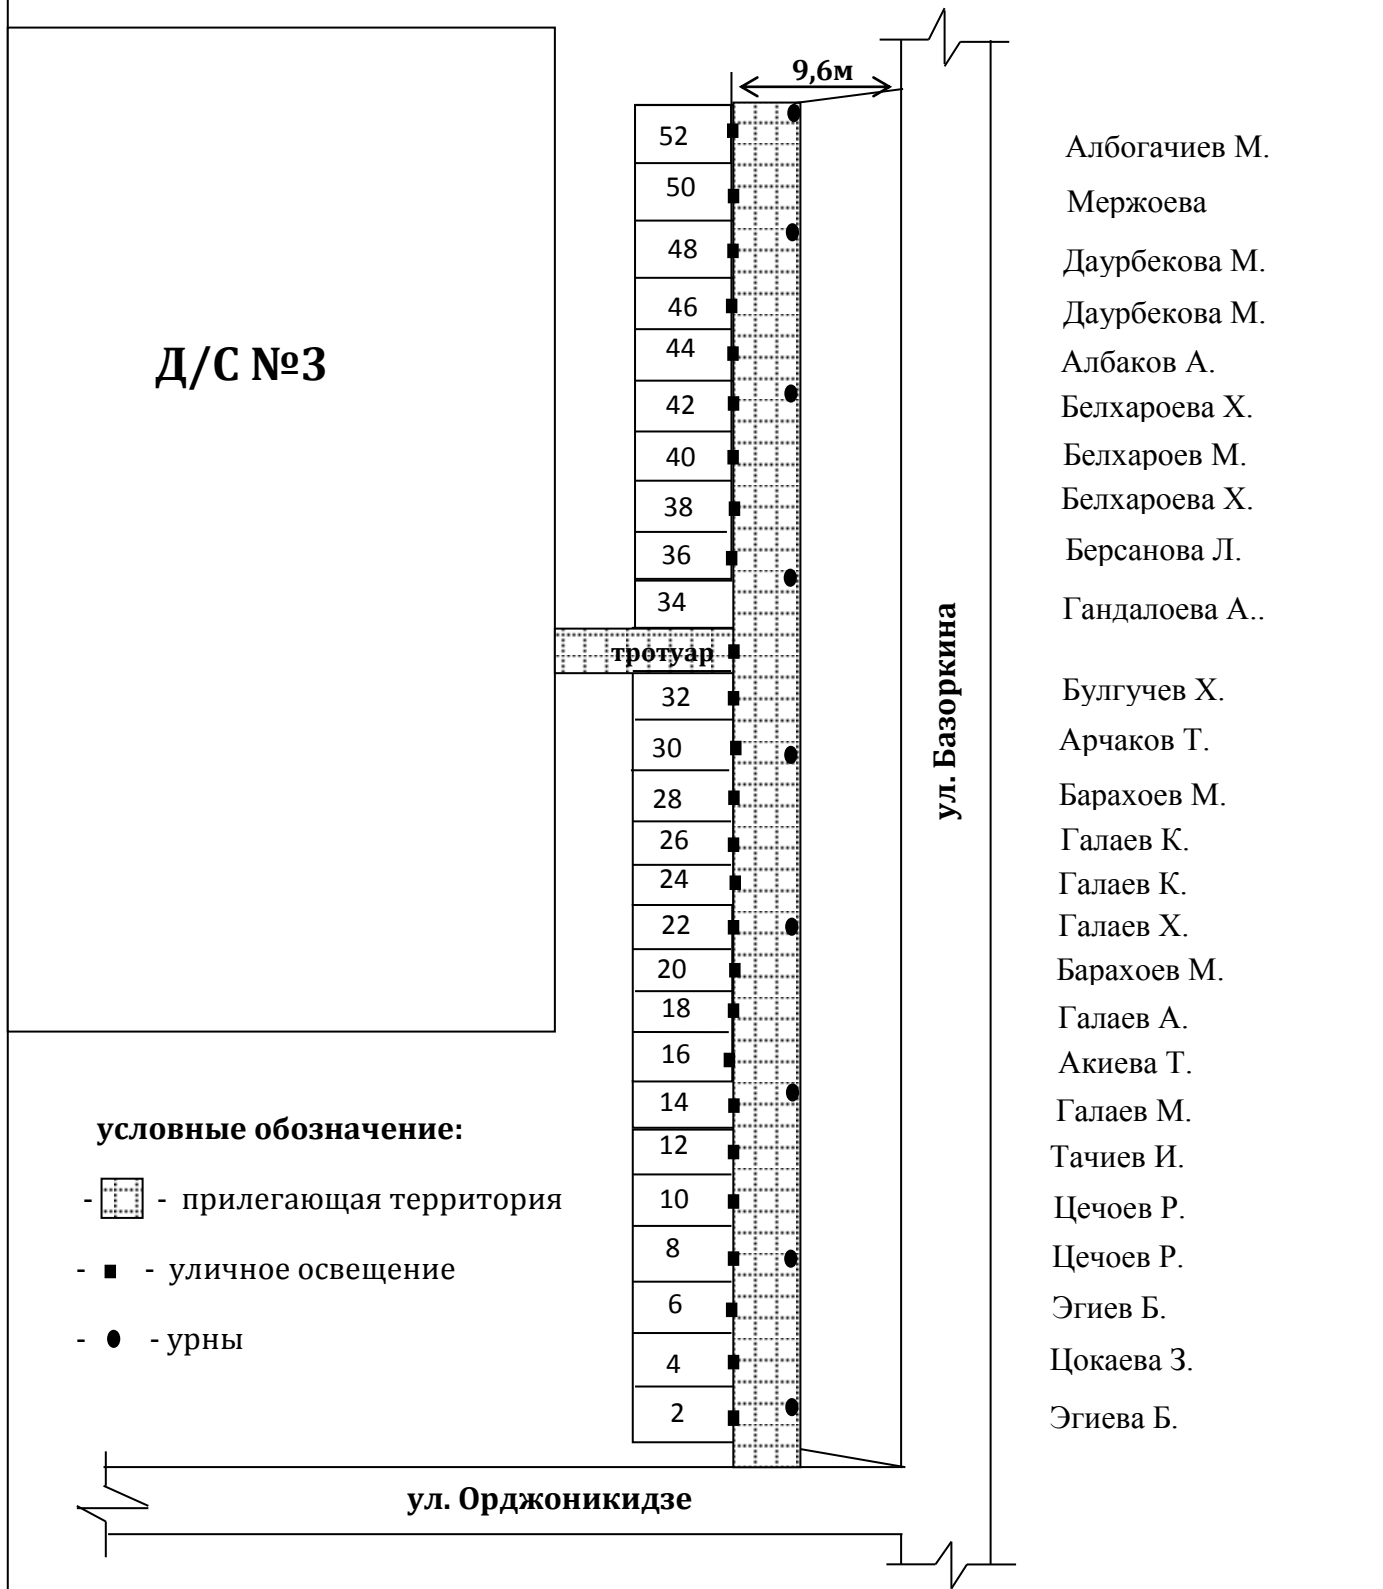 9,6м
52
Албогачиев М.
50
Мержоева
48
Даурбекова М.
46
Даурбекова М.
44
Албаков А.
Д/С №3
42
Белхароева Х.
40
Белхароев М.
38
Белхароева Х.
36
Берсанова Л.
34
Гандалоева А..
тротуар
32
Булгучев Х.
ул. Базоркина
30
Арчаков Т.
28
Барахоев М.
26
Галаев К.
24
Галаев К.
22
Галаев Х.
20
Барахоев М.
18
Галаев А.
16
Акиева Т.
14
Галаев М.
условные обозначение:
12
Тачиев И.
- - прилегающая территория
10
Цечоев Р.
8
Цечоев Р.
- - уличное освещение
6
Эгиев Б.
- - урны
4
Цокаева З.
2
Эгиева Б.
ул. Орджоникидзе